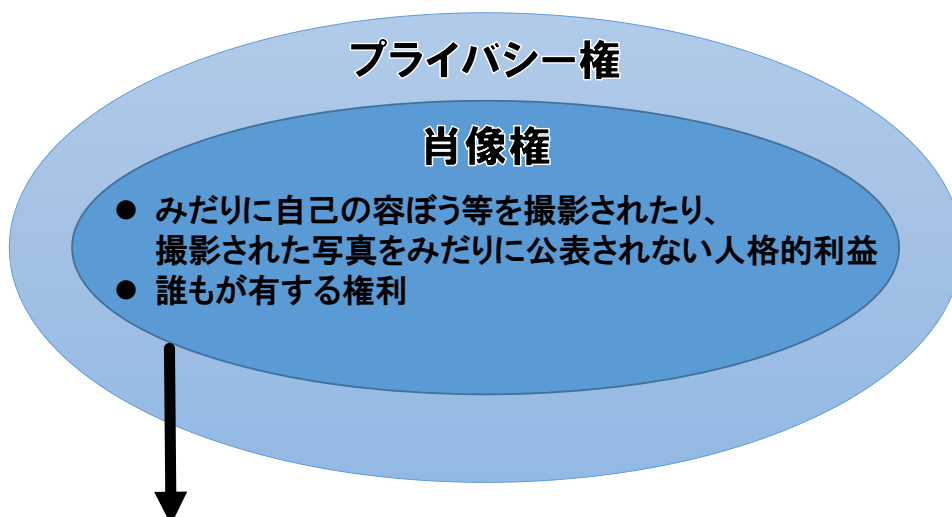 プライバシー権
肖像権
● みだりに自己の容ぼう等を撮影されたり、
撮影された写真をみだりに公表されない人格的利益
● 誰もが有する権利